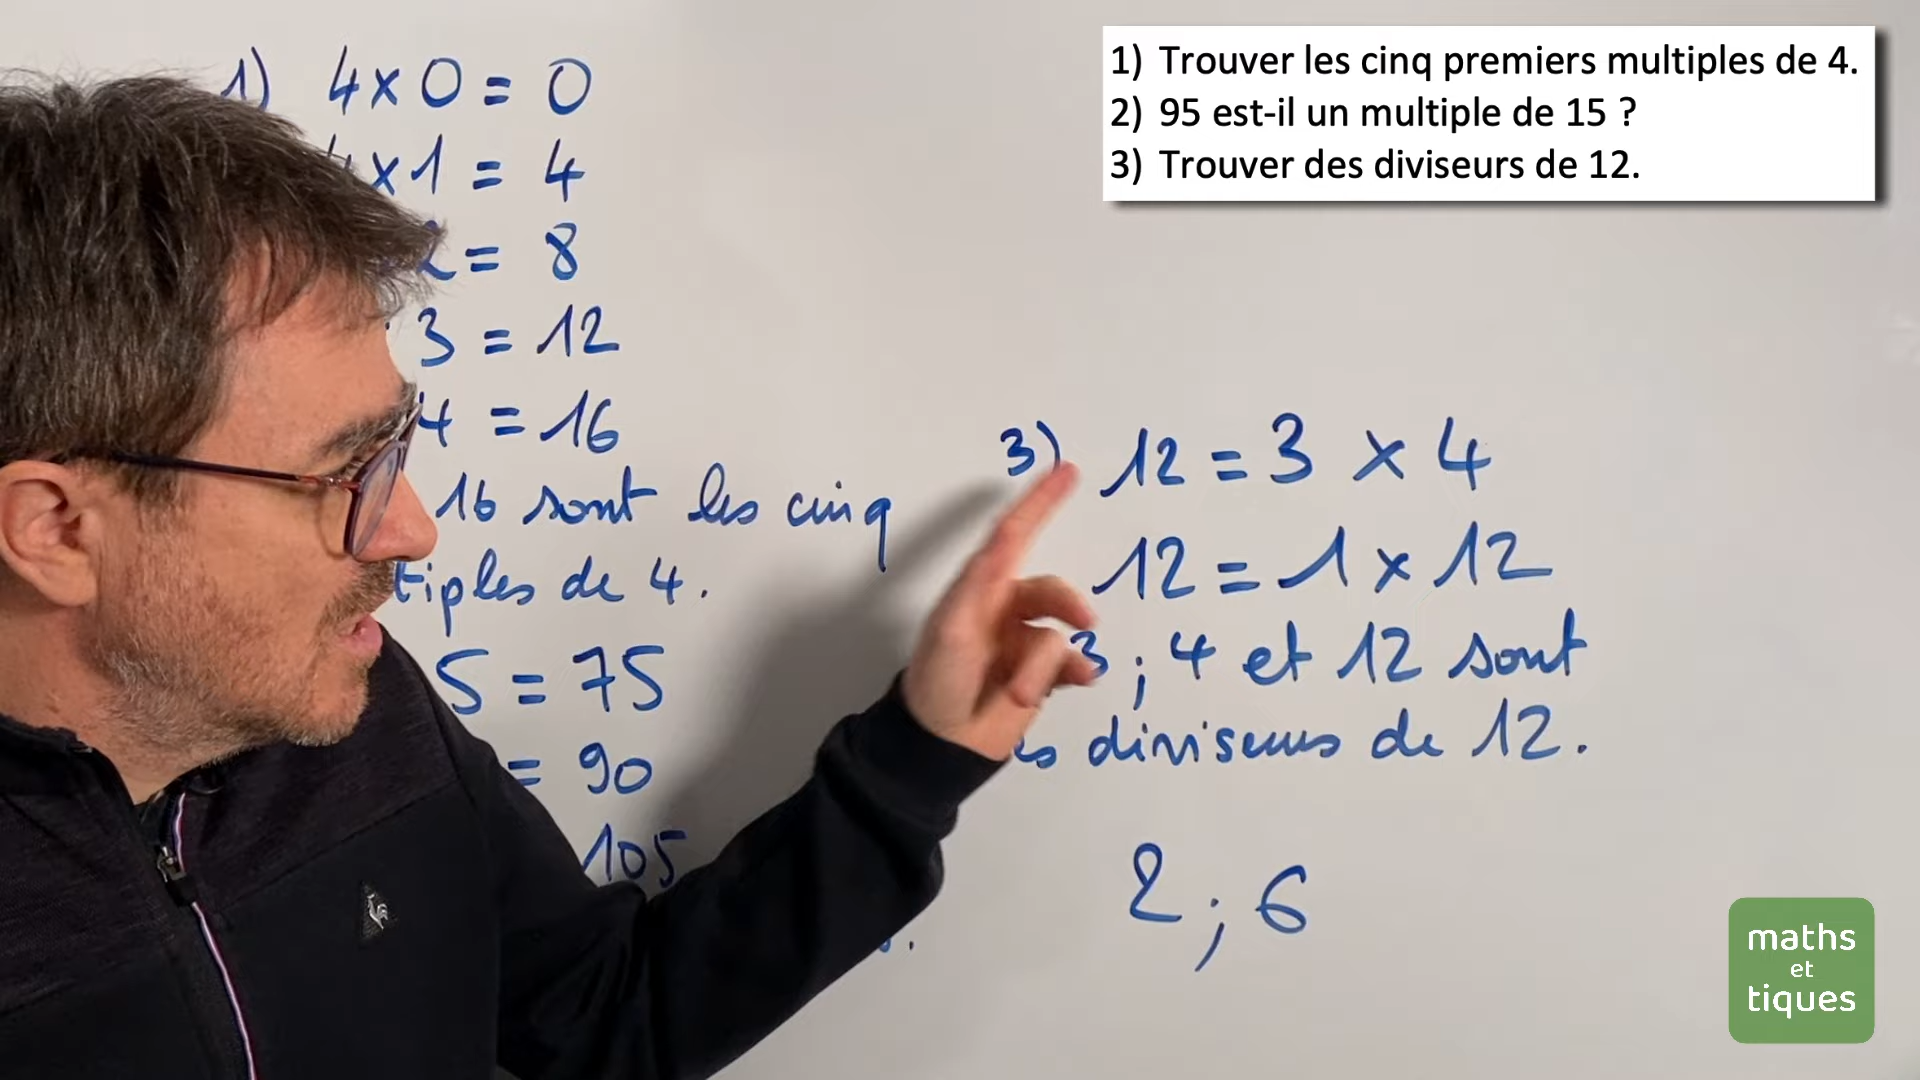 1) Trouver les cinq premiers multiples de 4.
2) 95 est-il un multiple de 15 ?
3) Trouver des diviseurs de 12.
1) 4 x 0 = 0
x 1 = 4
2 = 8
3 = 12
4 = 16
16 sont les cinq
tiples de 4.
5 = 75
= 90
105
3) 12 = 3 x 4
12 = 1 x 12
3 ; 4 et 12 sont
diviseurs de 12.
2 ; 6
maths
et
tiques